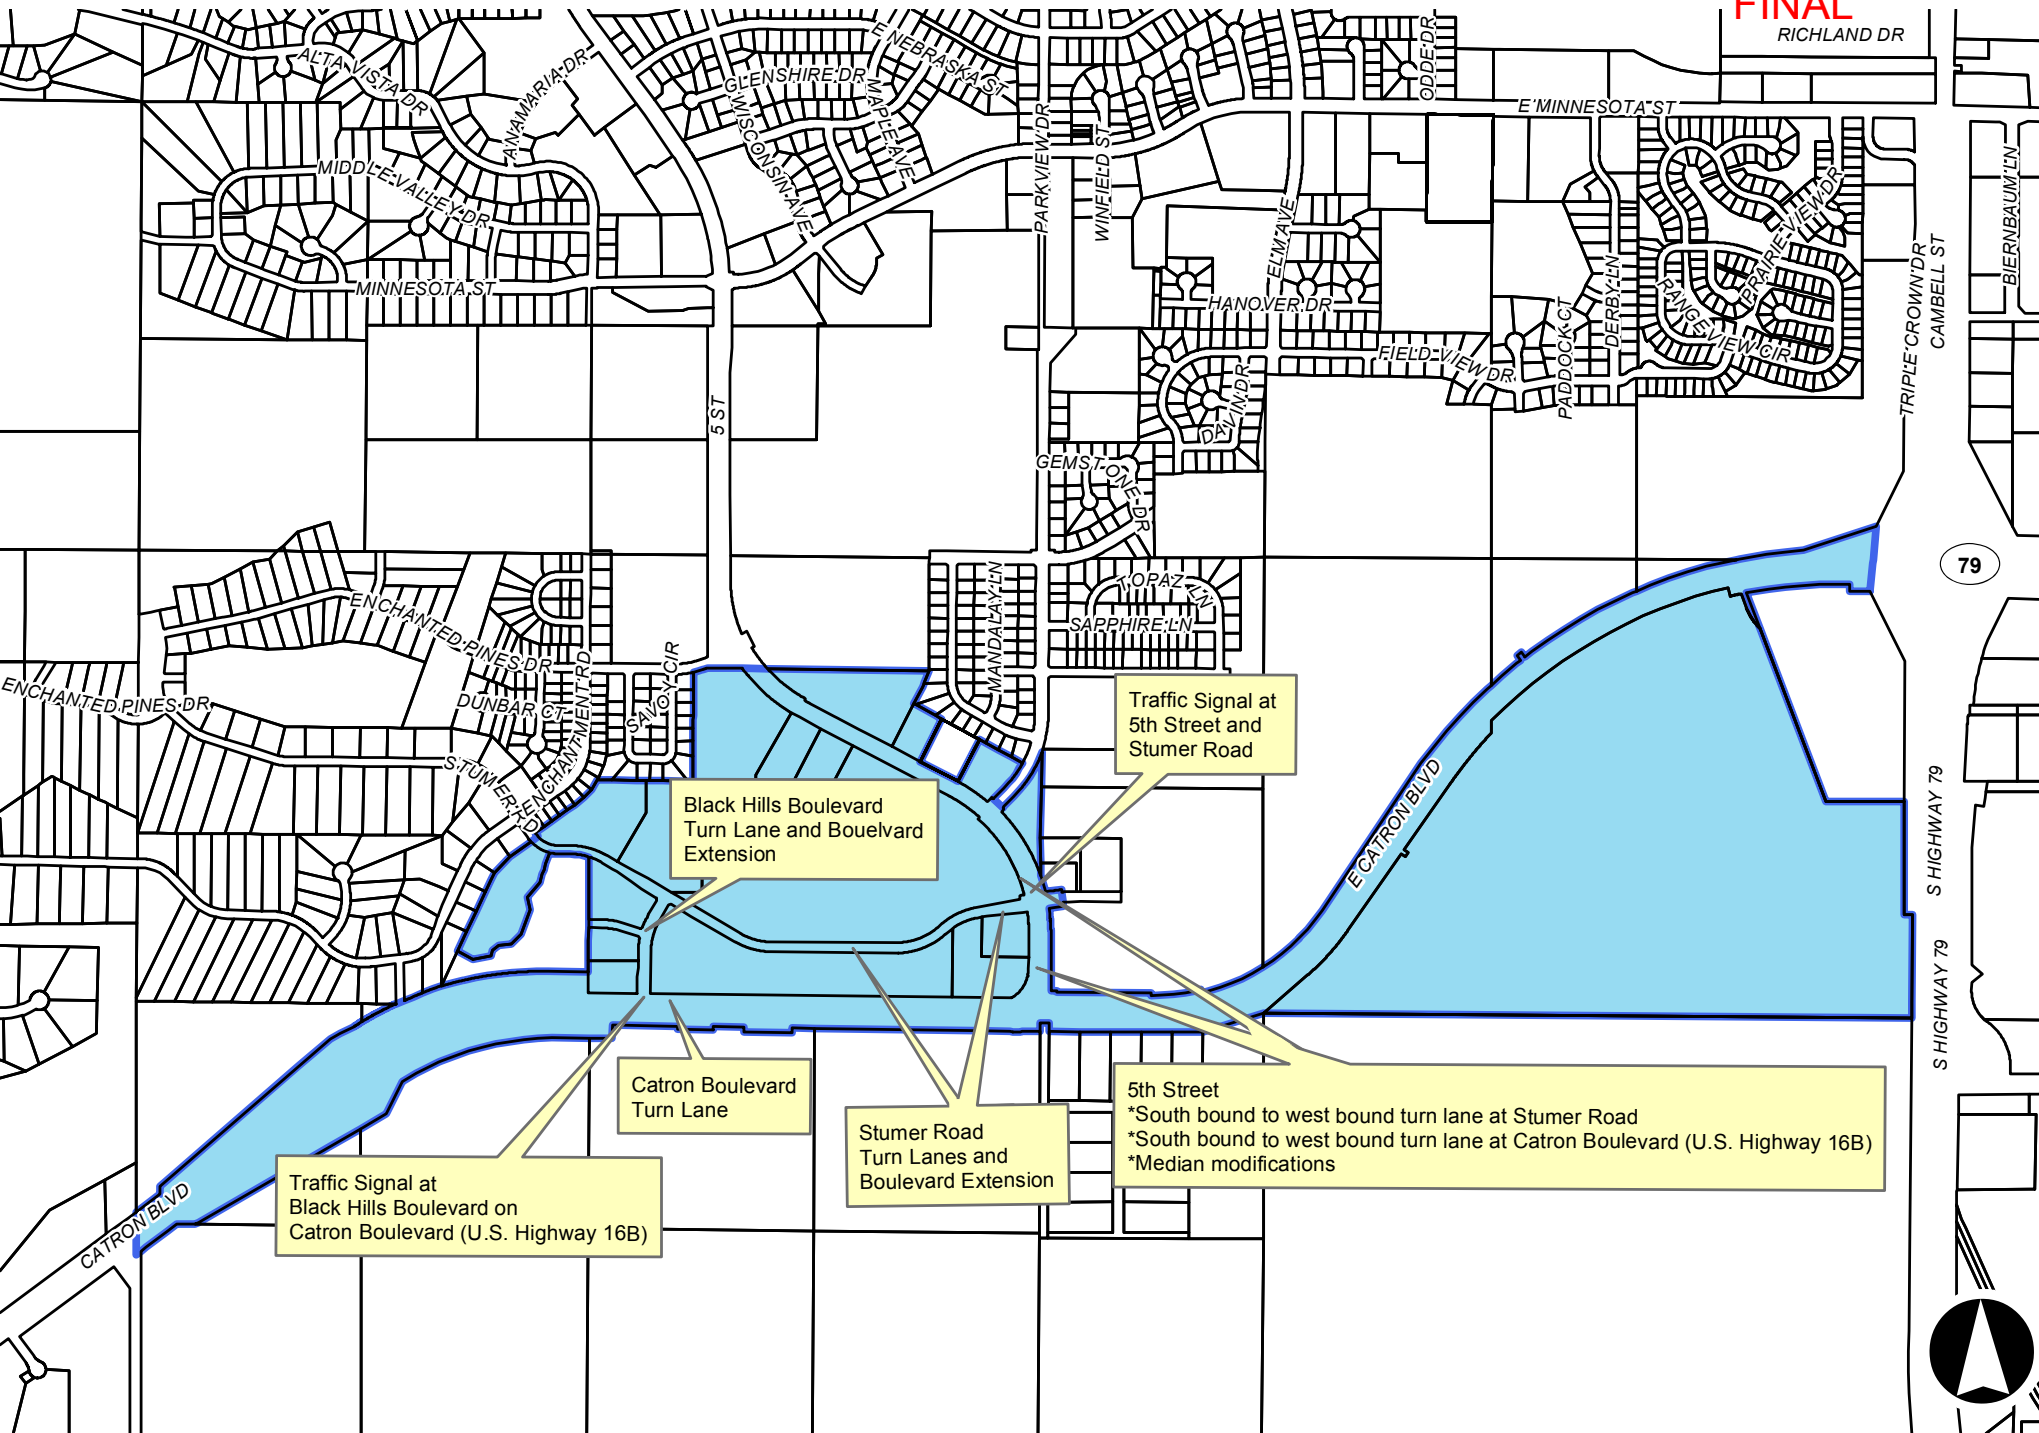 FINAL
RICHLAND DR
E NEBRASKA ST
ODDE DR
ALTA VISTA DR
ANAMARIA DR
GLENSHIRE DR
MAPLE AVE
WISCONSIN AVE
PARKVIEW DR
WINFIELD ST
E MINNESOTA ST
MIDDLE VALLEY DR
BIERNBAUM LN
PRAIRIE VIEW DR
ELM AVE
DERBY LN
TRIPLE CROWN DR
CAMBELL ST
MINNESOTA ST
HANOVER DR
RANGE VIEW CIR
PADDOCK CT
FIELD VIEW DR
5 ST
DAVIN DR
GEMSTONE DR
79
TOPAZ LN
MANDALAY LN
SAPPHIRE LN
ENCHANTED PINES DR
ENCHANTED PINES DR
DUNBAR CT
ENCHANTMENT RD
SAVOY CIR
STUMER RD
Traffic Signal at
5th Street and
Stumer Road
Black Hills Boulevard
Turn Lane and Bouelvard
Extension
E CATRON BLVD
S HIGHWAY 79
S HIGHWAY 79
Catron Boulevard
Turn Lane
Stumer Road
Turn Lanes and
Boulevard Extension
5th Street
*South bound to west bound turn lane at Stumer Road
*South bound to west bound turn lane at Catron Boulevard (U.S. Highway 16B)
*Median modifications
Traffic Signal at
Black Hills Boulevard on
Catron Boulevard (U.S. Highway 16B)
CATRON BLVD